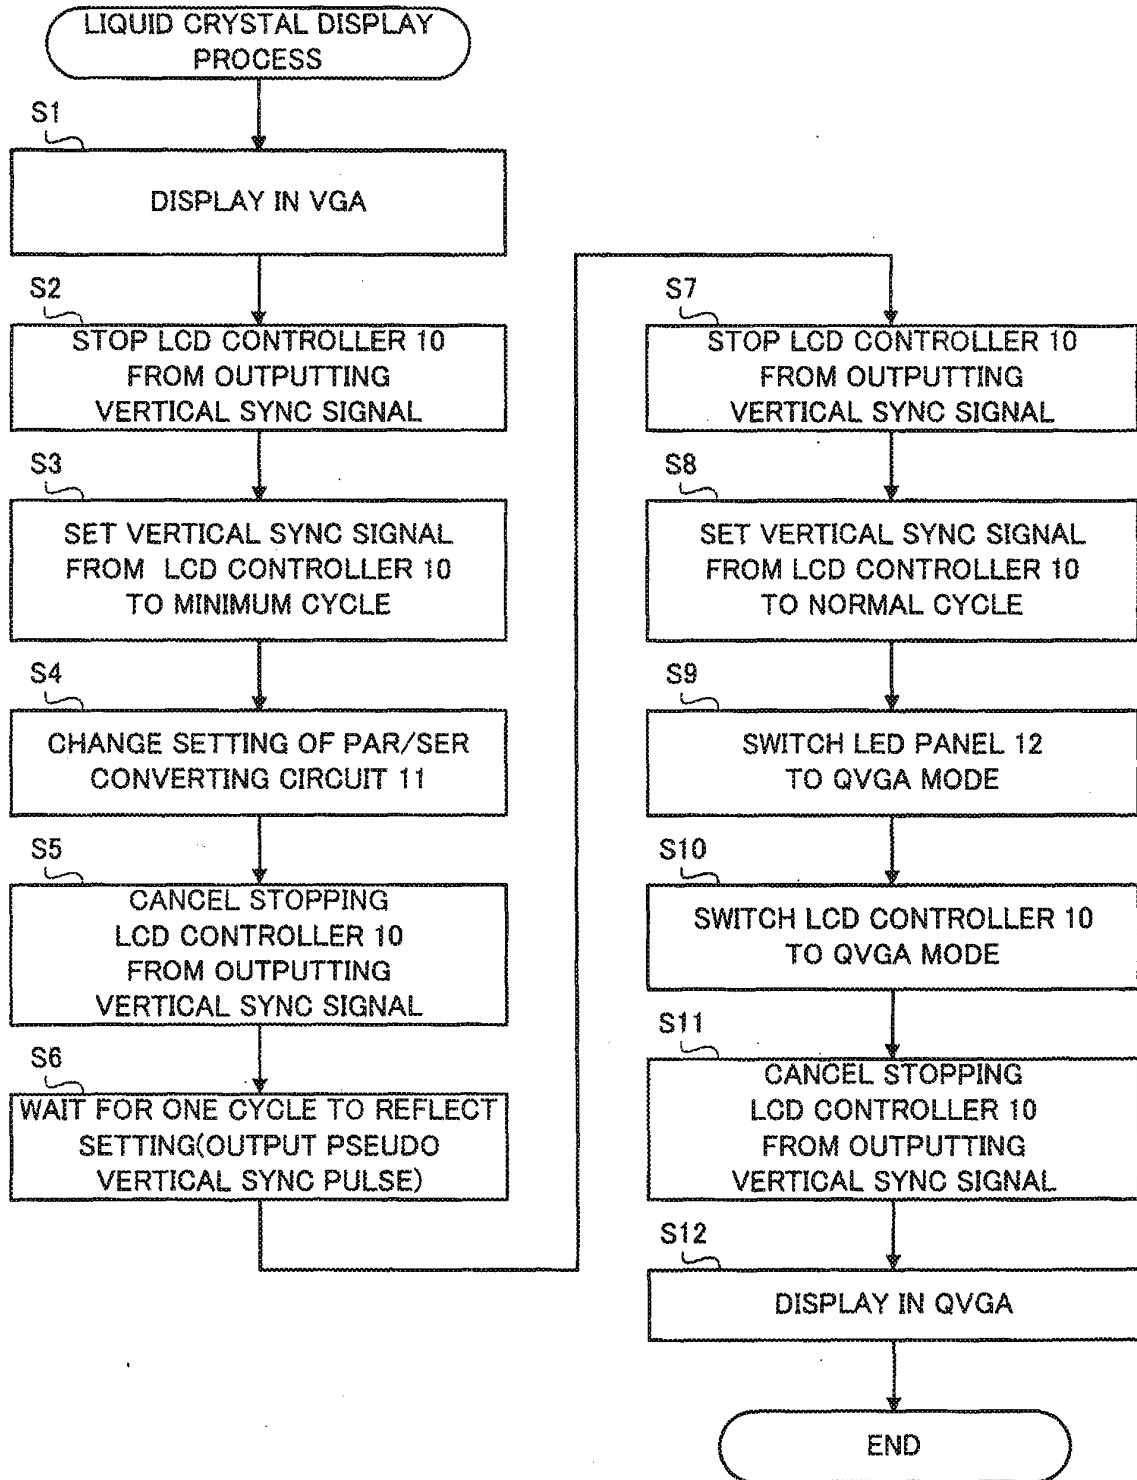 LIQUID CRYSTAL DISPLAY
PROCESS
S1
DISPLAY IN VGA
S2
STOP LCD CONTROLLER 10
FROM OUTPUTTING
VERTICAL SYNC SIGNAL
S3
SET VERTICAL SYNC SIGNAL
FROM LCD CONTROLLER 10
TO MINIMUM CYCLE
S4
CHANGE SETTING OF PAR/SER
CONVERTING CIRCUIT 11
S5
CANCEL STOPPING
LCD CONTROLLER 10
FROM OUTPUTTING
VERTICAL SYNC SIGNAL
S6
WAIT FOR ONE CYCLE TO REFLECT
SETTING(OUTPUT PSEUDO
VERTICAL SYNC PULSE)
S7
STOP LCD CONTROLLER 10
FROM OUTPUTTING
VERTICAL SYNC SIGNAL
S8
SET VERTICAL SYNC SIGNAL
FROM LCD CONTROLLER 10
TO NORMAL CYCLE
S9
SWITCH LED PANEL 12
TO QVGA MODE
S10
SWITCH LCD CONTROLLER 10
TO QVGA MODE
S11
CANCEL STOPPING
LCD CONTROLLER 10
FROM OUTPUTTING
VERTICAL SYNC SIGNAL
S12
DISPLAY IN QVGA
END